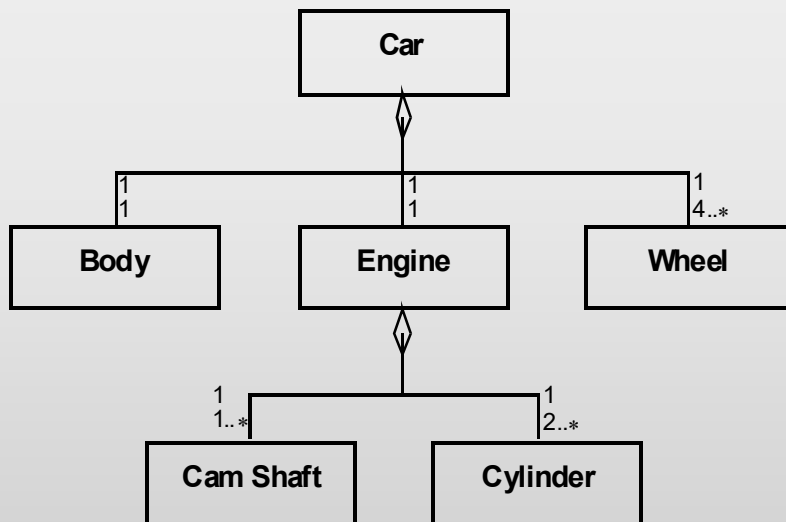 Car
1 1 1
1 1 4..*
Body Engine Wheel
1 1
1..* 2..*
Cam Shaft Cylinder